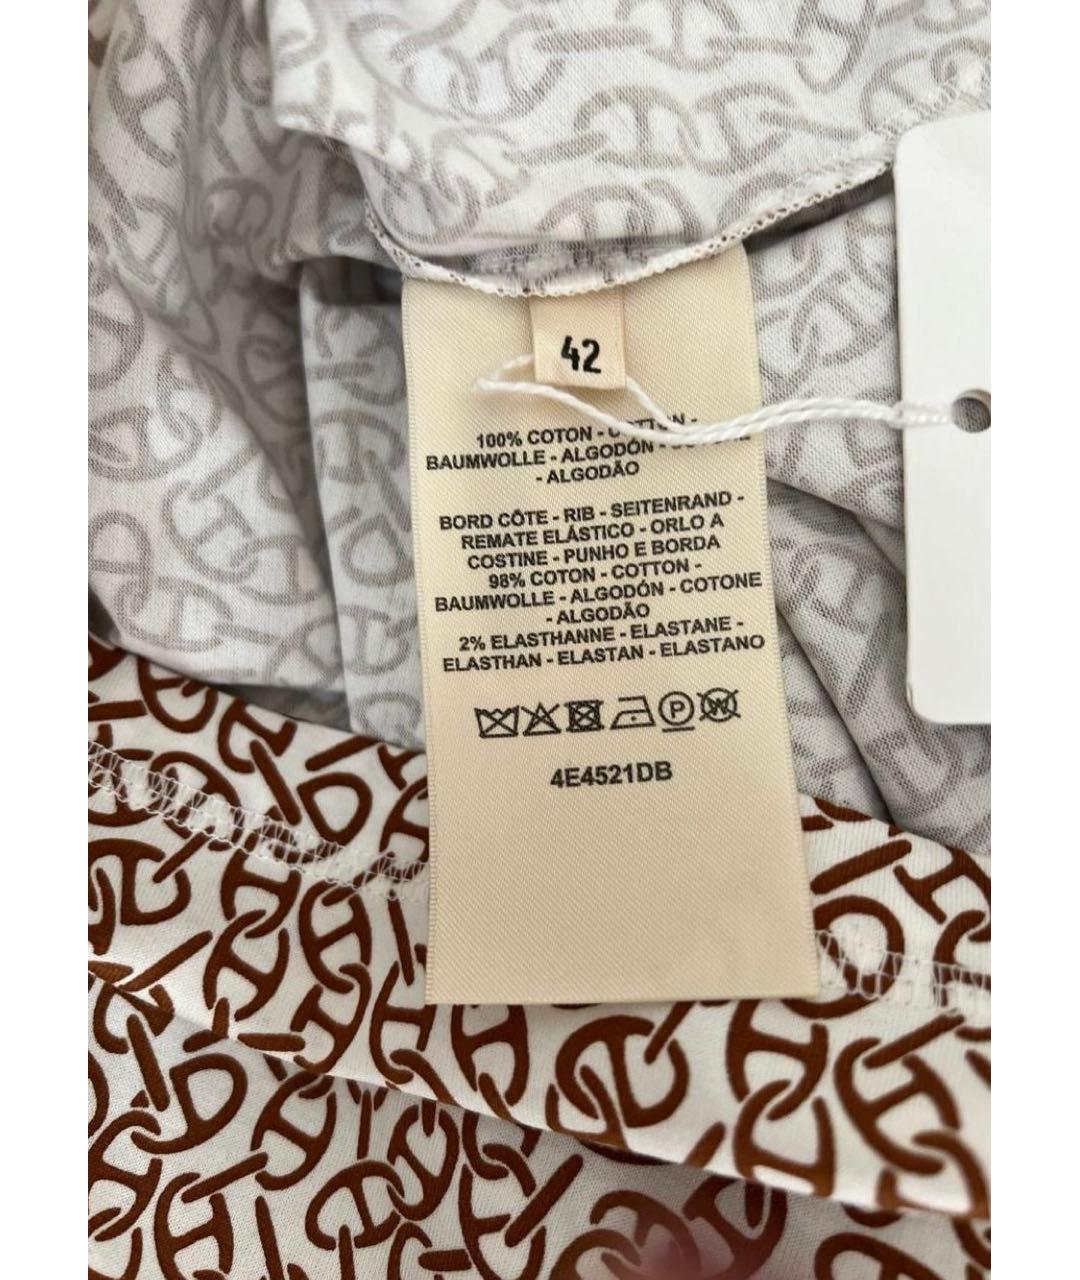 42
100% COTON - COTTON -
BAUMWOLLE - ALGODÓN - COTONE
- ALGODÃO
BORD CÔTE - RIB - SEITENRAND -
REMATE ELÁSTICO - ORLO A
COSTINE - PUNHO E BORDA
98% COTON - COTTON -
BAUMWOLLE - ALGODÓN - COTONE
- ALGODÃO
2% ELASTHANNE - ELASTANE -
ELASTHAN - ELASTAN - ELASTANO
P W
4E4521DB